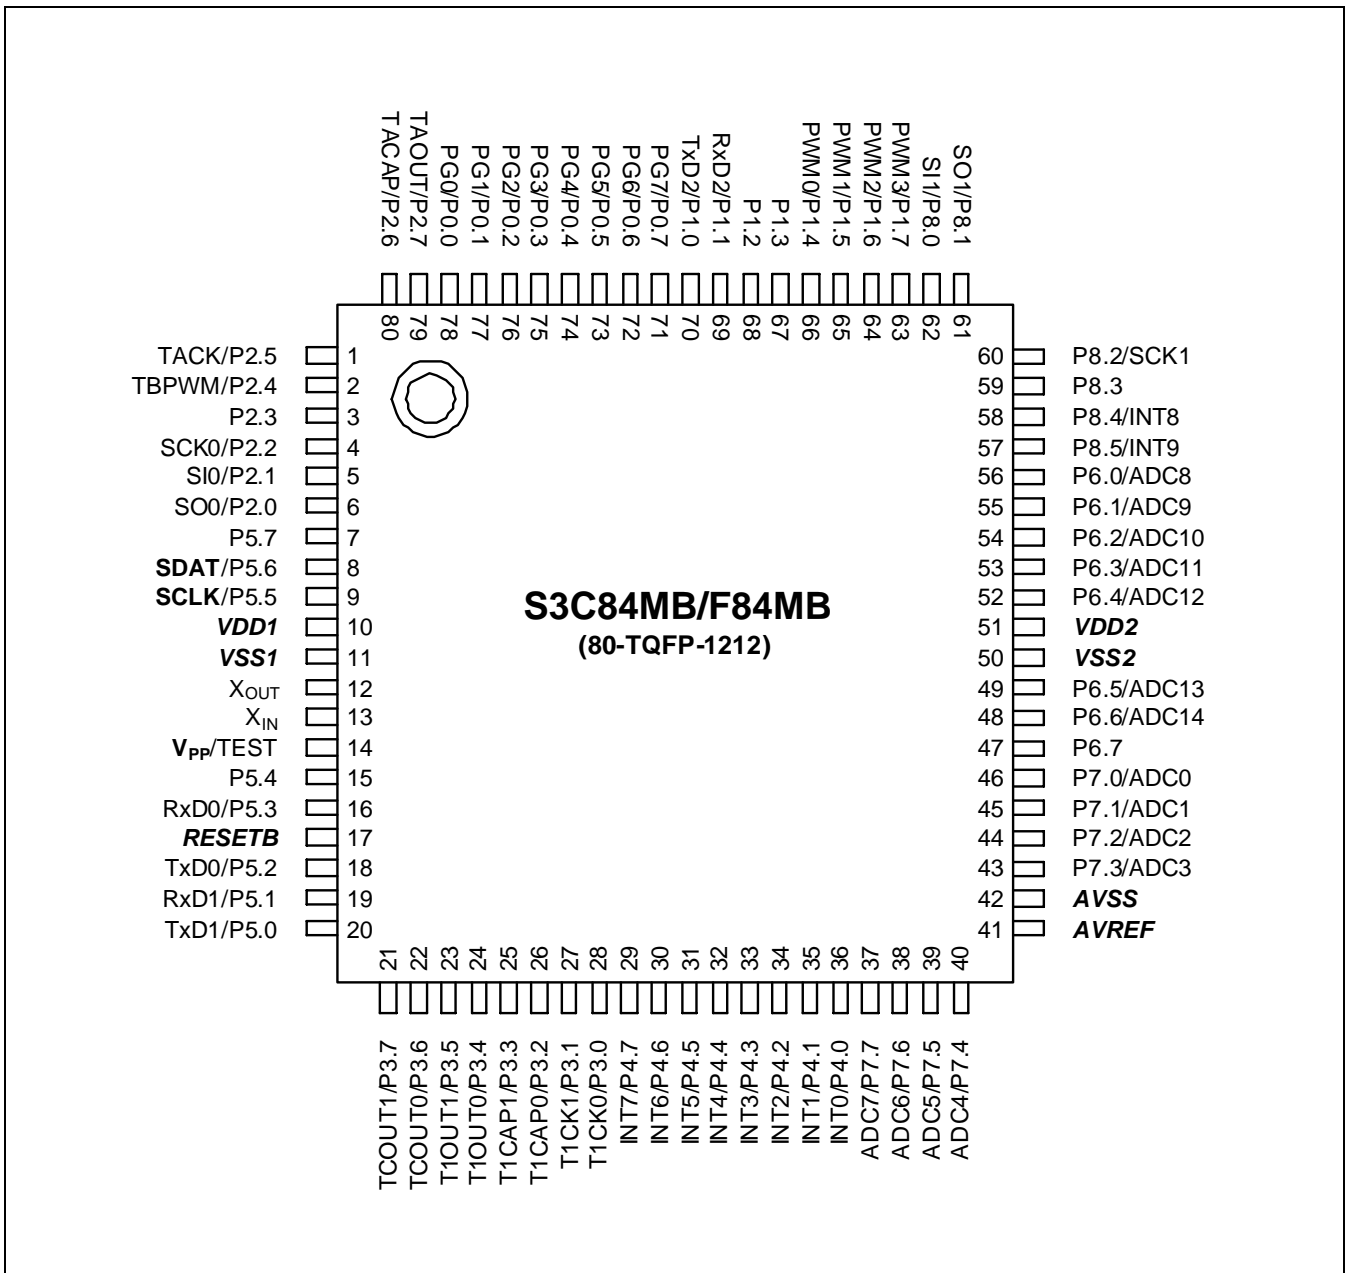 TACAP/P2.6
TAOUT/P2.7
PG0/P0.0
PG1/P0.1
PG2/P0.2
PG3/P0.3
PG4/P0.4
PG5/P0.5
PG6/P0.6
PG7/P0.7
TxD2/P1.0
RxD2/P1.1
P1.2
P1.3
PWM0/P1.4
PWM1/P1.5
PWM2/P1.6
PWM3/P1.7
SI1/P8.0
SO1/P8.1
80 79 78 77 76 75 74 73 72 71 70 69 68 67 66 65 64 63 62 61
TACK/P2.5 1
TBPWM/P2.4 2
P2.3 3
SCK0/P2.2 4
SI0/P2.1 5
SO0/P2.0 6
P5.7 7
SDAT/P5.6 8
SCLK/P5.5 9
VDD1 10
VSS1 11
XOUT 12
XIN 13
VPP/TEST 14
P5.4 15
RxD0/P5.3 16
RESETB 17
TxD0/P5.2 18
RxD1/P5.1 19
TxD1/P5.0 20
S3C84MB/F84MB
(80-TQFP-1212)
60 P8.2/SCK1
59 P8.3
58 P8.4/INT8
57 P8.5/INT9
56 P6.0/ADC8
55 P6.1/ADC9
54 P6.2/ADC10
53 P6.3/ADC11
52 P6.4/ADC12
51 VDD2
50 VSS2
49 P6.5/ADC13
48 P6.6/ADC14
47 P6.7
46 P7.0/ADC0
45 P7.1/ADC1
44 P7.2/ADC2
43 P7.3/ADC3
42 AVSS
41 AVREF
21 22 23 24 25 26 27 28 29 30 31 32 33 34 35 36 37 38 39 40
TCOUT1/P3.7
TCOUT0/P3.6
T1OUT1/P3.5
T1OUT0/P3.4
T1CAP1/P3.3
T1CAP0/P3.2
T1CK1/P3.1
T1CK0/P3.0
INT7/P4.7
INT6/P4.6
INT5/P4.5
INT4/P4.4
INT3/P4.3
INT2/P4.2
INT1/P4.1
INT0/P4.0
ADC7/P7.7
ADC6/P7.6
ADC5/P7.5
ADC4/P7.4